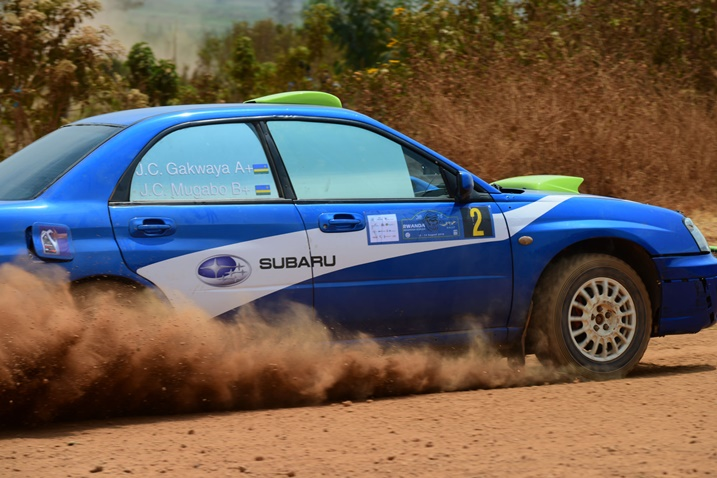 J.C. Gakwaya A+
J.C. Mugabo B+
SUBARU
RWANDA
2